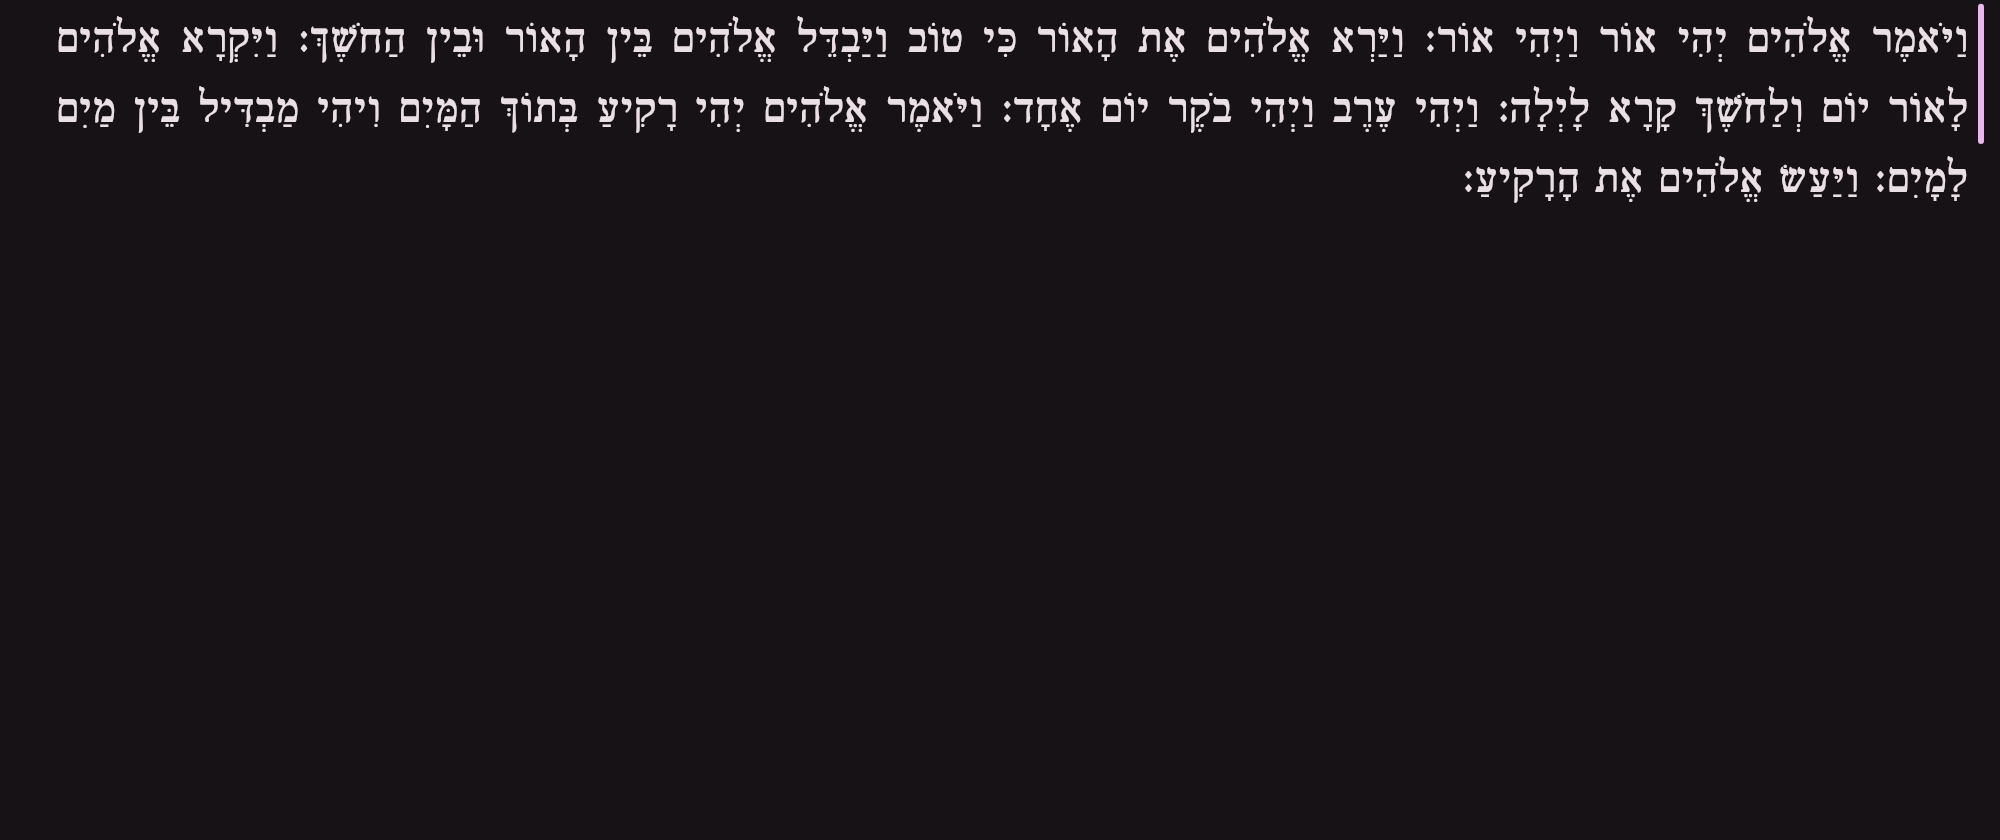 וַיֹּאמֶר אֱלֹהִים יְהִי אוֹר וַיְהִי אוֹר׃ וַיַּרְא אֱלֹהִים אֶת הָאוֹר כִּי טוֹב וַיַּבְדֵּל אֱלֹהִים בֵּין הָאוֹר וּבֵין הַחֹשֶׁךְ׃ וַיִּקְרָא אֱלֹהִים
לָאוֹר יוֹם וְלַחֹשֶׁךְ קָרָא לָיְלָה׃ וַיְהִי עֶרֶב וַיְהִי בֹקֶר יוֹם אֶחָד׃ וַיֹּאמֶר אֱלֹהִים יְהִי רָקִיעַ בְּתוֹךְ הַמָּיִם וִיהִי מַבְדִּיל בֵּין מַיִם
לָמָיִם׃ וַיַּעַשׂ אֱלֹהִים אֶת הָרָקִיעַ׃